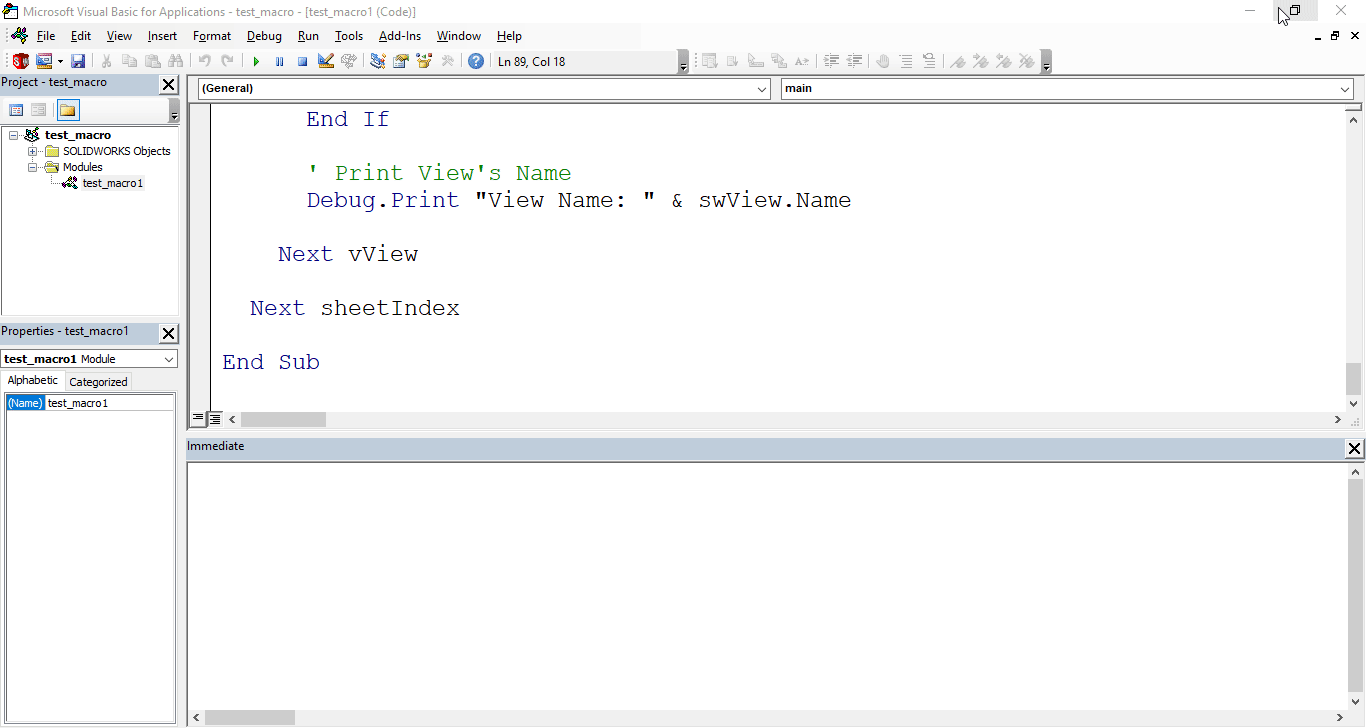 Microsoft Visual Basic for Applications - test_macro - [test_macro1 (Code)]
File Edit View Insert Format Debug Run Tools Add-Ins Window Help
Ln 89, Col 18
Project - test_macro
test_macro
SOLIDWORKS Objects
Modules
test_macro1
Properties - test_macro1
test_macro1 Module
Alphabetic Categorized
(Name) test_macro1
(General) main
End If
' Print View's Name
Debug.Print "View Name: " & swView.Name
Next vView
Next sheetIndex
End Sub
Immediate